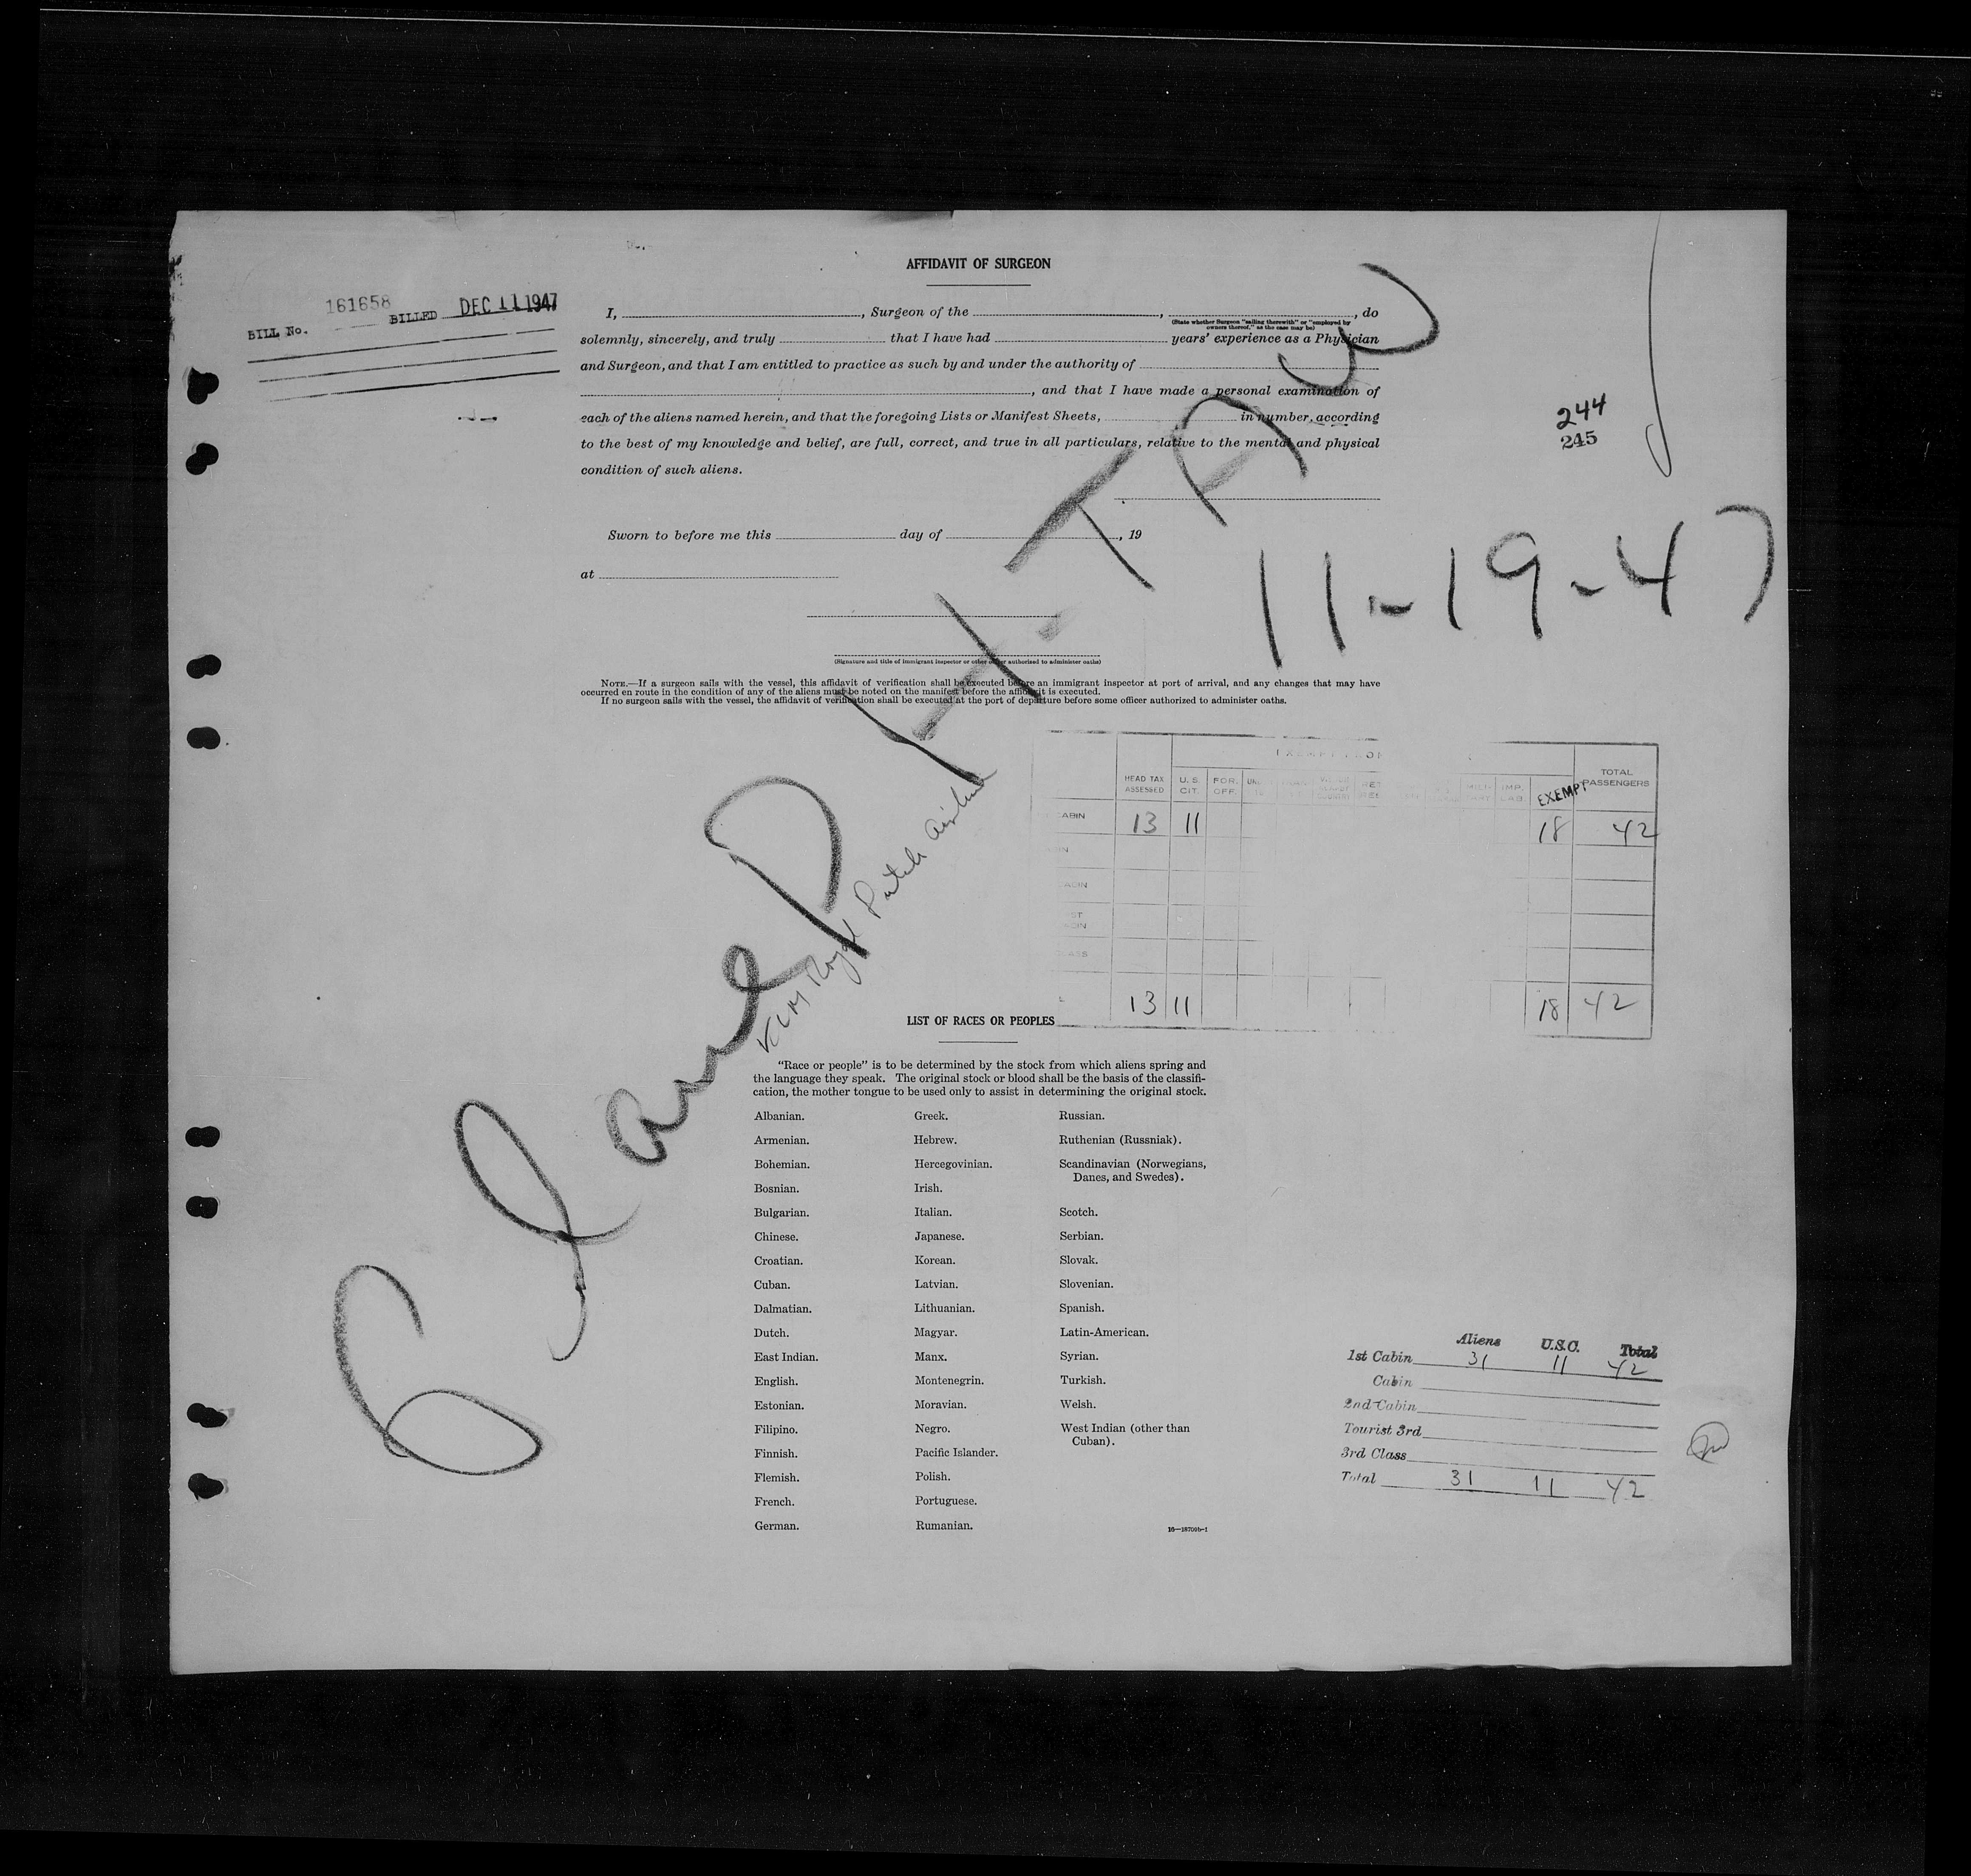 AFFIDAVIT OF SURGEON
BILL No. 161658 BILLED DEC 11 1947
I, , Surgeon of the , , do
(State whether Surgeon "sailing therewith" or "employed by
owners thereof," as the case may be)
solemnly, sincerely, and truly that I have had years' experience as a Physician
and Surgeon, and that I am entitled to practice as such by and under the authority of
, and that I have made a personal examination of
each of the aliens named herein, and that the foregoing Lists or Manifest Sheets, in number, according
to the best of my knowledge and belief, are full, correct, and true in all particulars, relative to the mental and physical
condition of such aliens.
244
245
Sworn to before me this day of , 19
at
11-19-47
(Signature and title of immigrant inspector or other officer authorized to administer oaths)
NOTE.—If a surgeon sails with the vessel, this affidavit of verification shall be executed before an immigrant inspector at port of arrival, and any changes that may have
occurred en route in the condition of any of the aliens must be noted on the manifest before the affidavit is executed.
If no surgeon sails with the vessel, the affidavit of verification shall be executed at the port of departure before some officer authorized to administer oaths.
Plane PH-TAW
KLM Royal Dutch Airlines
HEAD TAX ASSESSED U.S. CIT. FOR. OFF. EXEMPT TOTAL PASSENGERS
CABIN 13 11 18 42
13 11 18 42
LIST OF RACES OR PEOPLES
"Race or people" is to be determined by the stock from which aliens spring and
the language they speak. The original stock or blood shall be the basis of the classifi-
cation, the mother tongue to be used only to assist in determining the original stock.
Albanian. Greek. Russian.
Armenian. Hebrew. Ruthenian (Russniak).
Bohemian. Hercegovinian. Scandinavian (Norwegians,
Danes, and Swedes).
Bosnian. Irish.
Bulgarian. Italian. Scotch.
Chinese. Japanese. Serbian.
Croatian. Korean. Slovak.
Cuban. Latvian. Slovenian.
Dalmatian. Lithuanian. Spanish.
Dutch. Magyar. Latin-American.
East Indian. Manx. Syrian.
English. Montenegrin. Turkish.
Estonian. Moravian. Welsh.
Filipino. Negro. West Indian (other than
Cuban).
Finnish. Pacific Islander.
Flemish. Polish.
French. Portuguese.
German. Rumanian.
16—18709b-1
Aliens U.S.C. Total
1st Cabin 31 11 42
Cabin
2nd Cabin
Tourist 3rd
3rd Class
Total 31 11 42